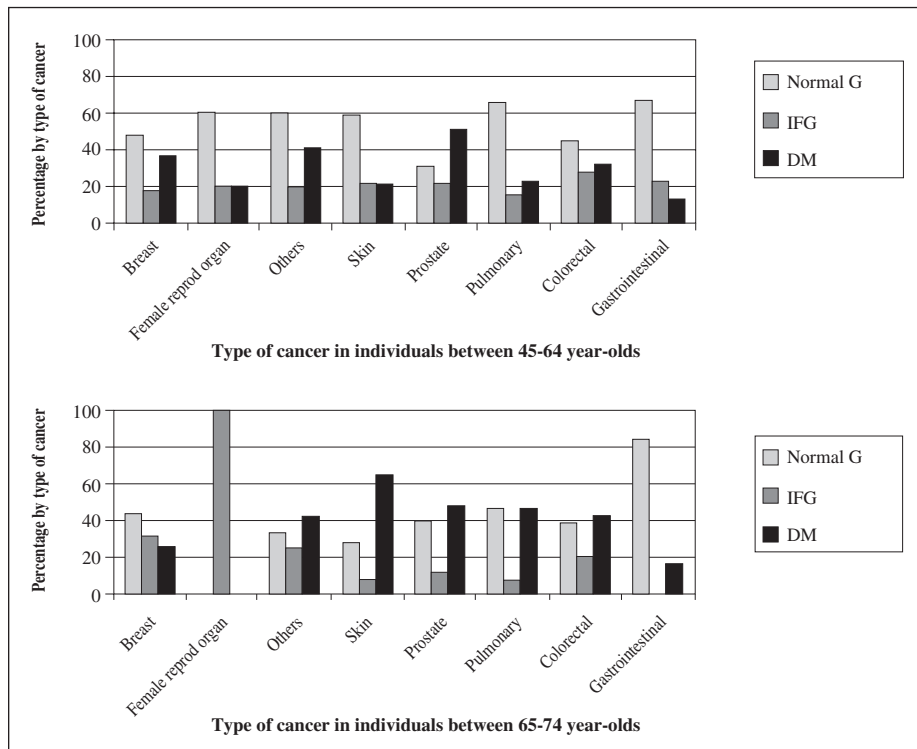 Percentage by type of cancer
100
80
60
40
20
0
Breast
Female reprod organ
Others
Skin
Prostate
Pulmonary
Colorectal
Gastrointestinal
Type of cancer in individuals between 45-64 year-olds
Normal G
IFG
DM
Percentage by type of cancer
100
80
60
40
20
0
Breast
Female reprod organ
Others
Skin
Prostate
Pulmonary
Colorectal
Gastrointestinal
Type of cancer in individuals between 65-74 year-olds
Normal G
IFG
DM